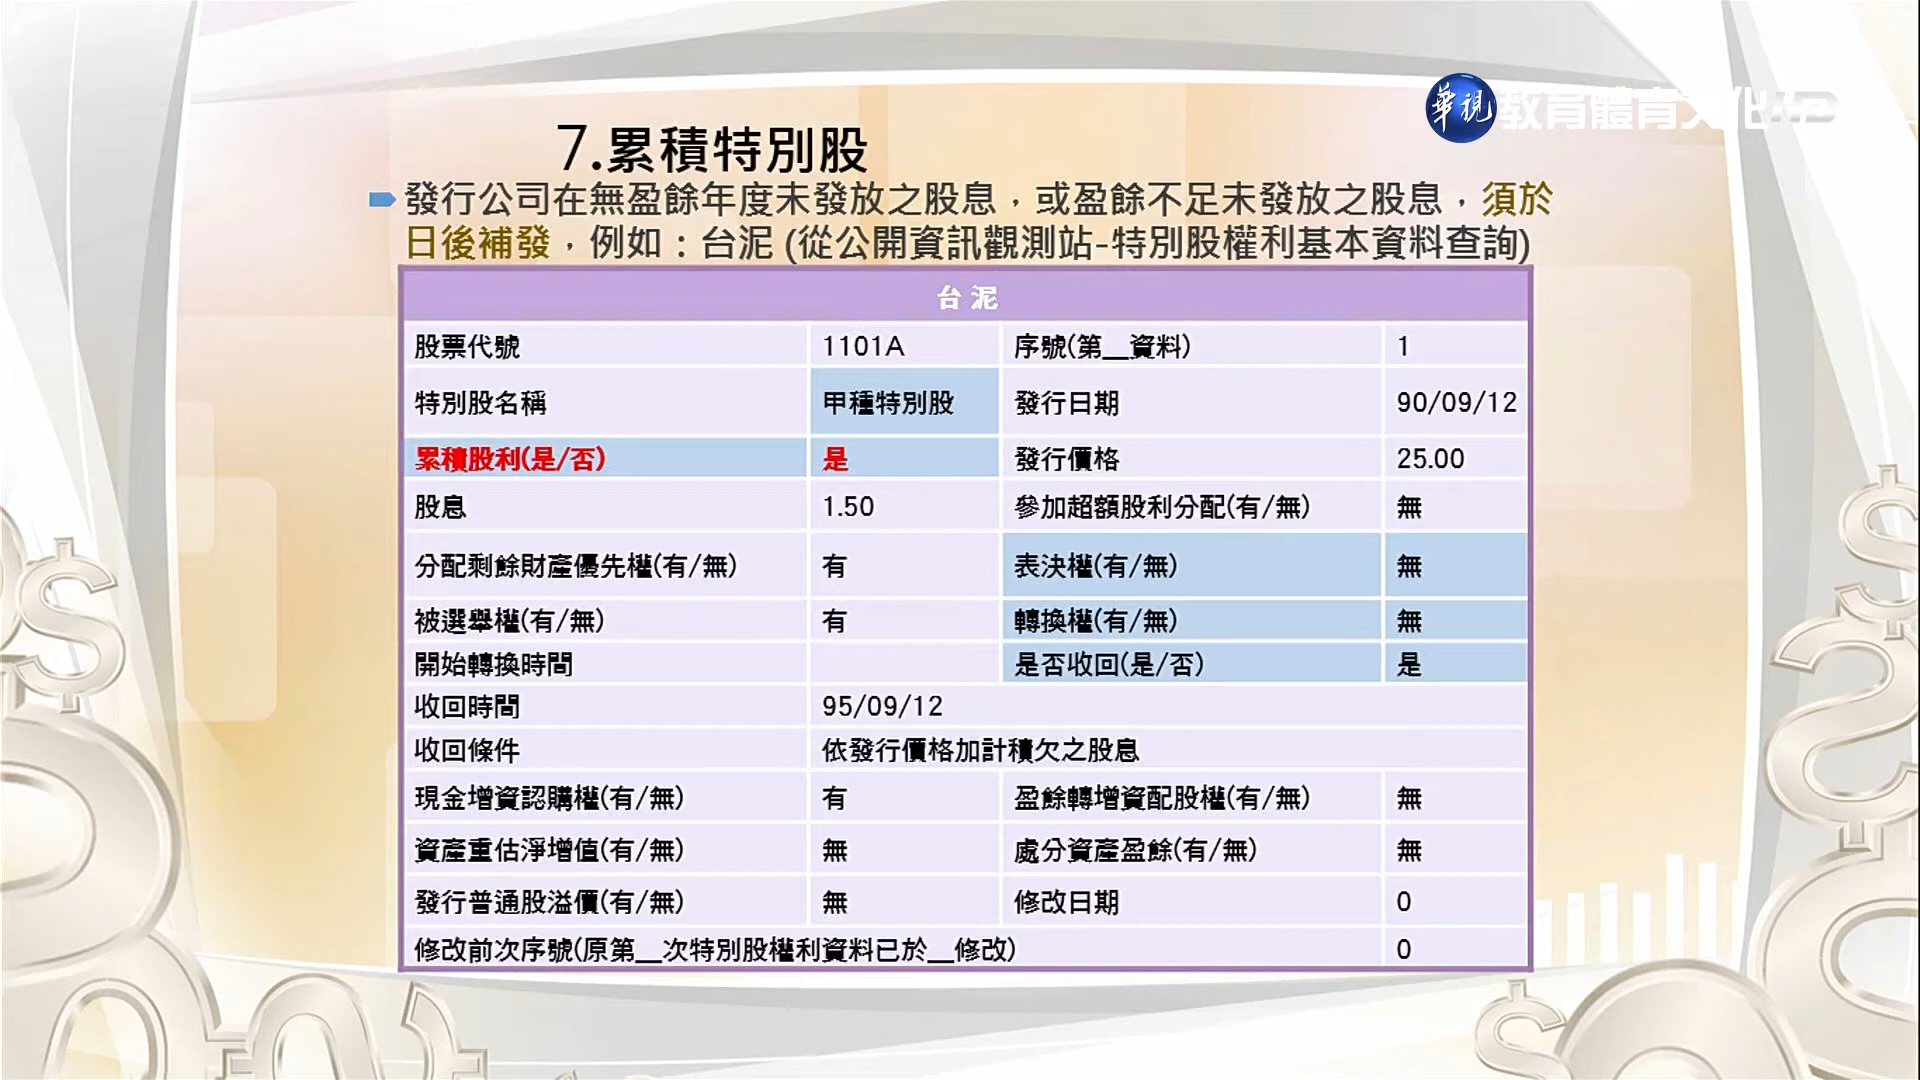 華視 教育體育文化HD
7.累積特別股
發行公司在無盈餘年度未發放之股息，或盈餘不足未發放之股息，須於
日後補發，例如：台泥 (從公開資訊觀測站-特別股權利基本資料查詢)
台泥
股票代號 1101A 序號(第__資料) 1
特別股名稱 甲種特別股 發行日期 90/09/12
累積股利(是/否) 是 發行價格 25.00
股息 1.50 參加超額股利分配(有/無) 無
分配剩餘財產優先權(有/無) 有 表決權(有/無) 無
被選舉權(有/無) 有 轉換權(有/無) 無
開始轉換時間 是否收回(是/否) 是
收回時間 95/09/12
收回條件 依發行價格加計積欠之股息
現金增資認購權(有/無) 有 盈餘轉增資配股權(有/無) 無
資產重估淨增值(有/無) 無 處分資產盈餘(有/無) 無
發行普通股溢價(有/無) 無 修改日期 0
修改前次序號(原第__次特別股權利資料已於__修改) 0